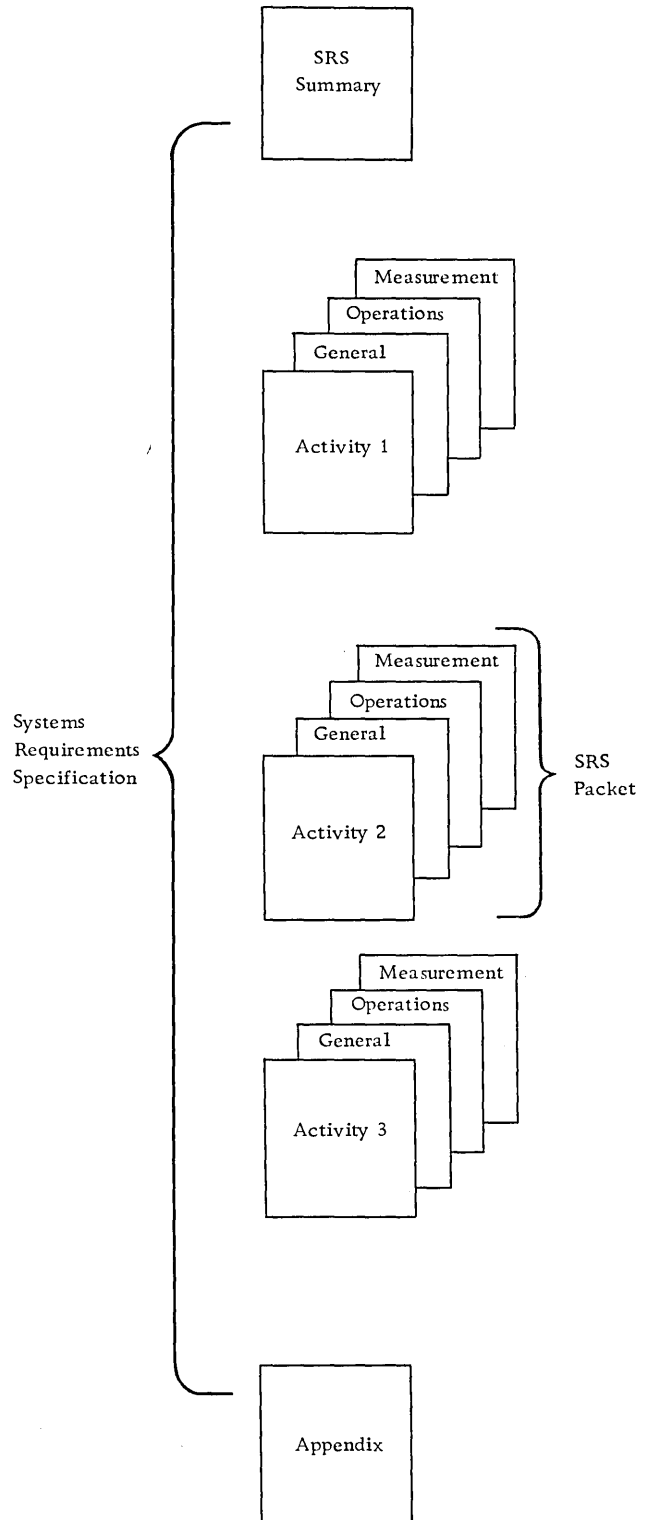 SRS
Summary
Measurement
Operations
General
Activity 1
Systems
Requirements
Specification
Measurement
Operations
General
Activity 2
SRS
Packet
Measurement
Operations
General
Activity 3
Appendix